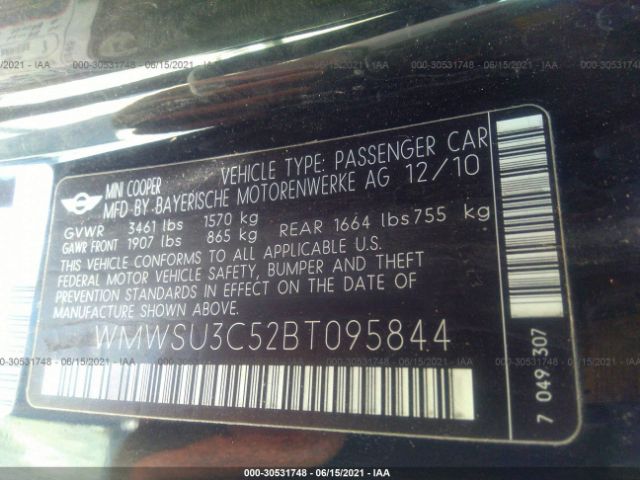 000-30531748 - 06/15/2021 - IAA
MINI COOPER VEHICLE TYPE: PASSENGER CAR
MFD BY BAYERISCHE MOTORENWERKE AG 12/10
GVWR 3461 lbs 1570 kg
GAWR FRONT 1907 lbs 865 kg REAR 1664 lbs 755 kg
THIS VEHICLE CONFORMS TO ALL APPLICABLE U.S.
FEDERAL MOTOR VEHICLE SAFETY, BUMPER AND THEFT
PREVENTION STANDARDS IN EFFECT ON THE DATE OF
MANUFACTURE SHOWN ABOVE.
WMWSU3C52BT095844
7 049 307
000-30531748 - 06/15/2021 - IAA